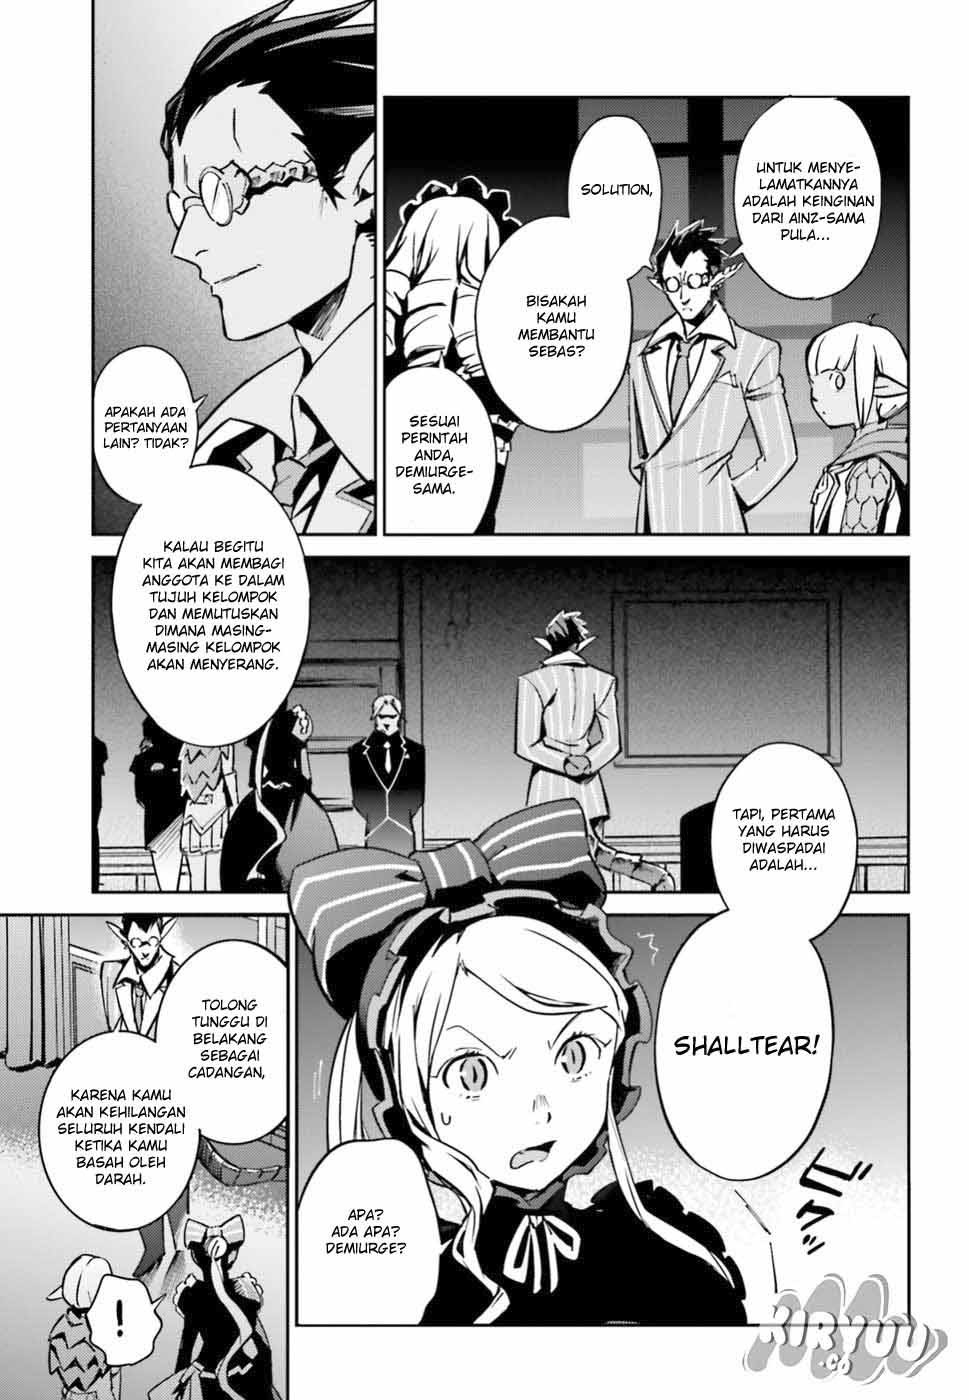 UNTUK MENYE-
LAMATKANNYA
ADALAH KEINGINAN
DARI AINZ-SAMA
PULA...
SOLUTION,
BISAKAH
KAMU
MEMBANTU
SEBAS?
SESUAI
PERINTAH
ANDA,
DEMIURGE-
SAMA.
APAKAH ADA
PERTANYAAN
LAIN? TIDAK?
KALAU BEGITU
KITA AKAN MEMBAGI
ANGGOTA KE DALAM
TUJUH KELOMPOK
DAN MEMUTUSKAN
DIMANA MASING-
MASING KELOMPOK
AKAN MENYERANG.
TAPI, PERTAMA
YANG HARUS
DIWASPADAI
ADALAH...
SHALLTEAR!
APA?
ADA APA?
DEMIURGE?
TOLONG
TUNGGU DI
BELAKANG
SEBAGAI
CADANGAN,
KARENA KAMU
AKAN KEHILANGAN
SELURUH KENDALI
KETIKA KAMU
BASAH OLEH
DARAH.
!
KIRYUU
.CO